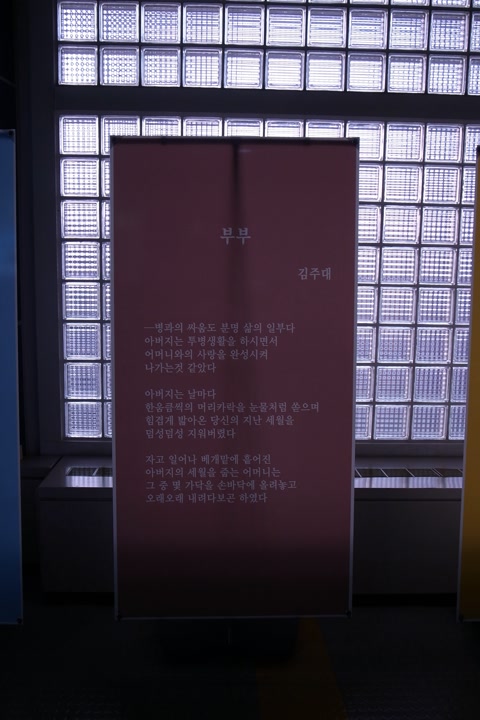 부부
김주대
─병과의 싸움도 분명 삶의 일부다
아버지는 투병생활을 하시면서
어머니와의 사랑을 완성시켜
나가는것 같았다
아버지는 날마다
한움큼씩의 머리카락을 눈물처럼 쏟으며
힘겹게 밟아온 당신의 지난 세월을
덤성덤성 지워버렸다
자고 일어나 베개맡에 흩어진
아버지의 세월을 줍는 어머니는
그 중 몇 가닥을 손바닥에 올려놓고
오래오래 내려다보곤 하였다